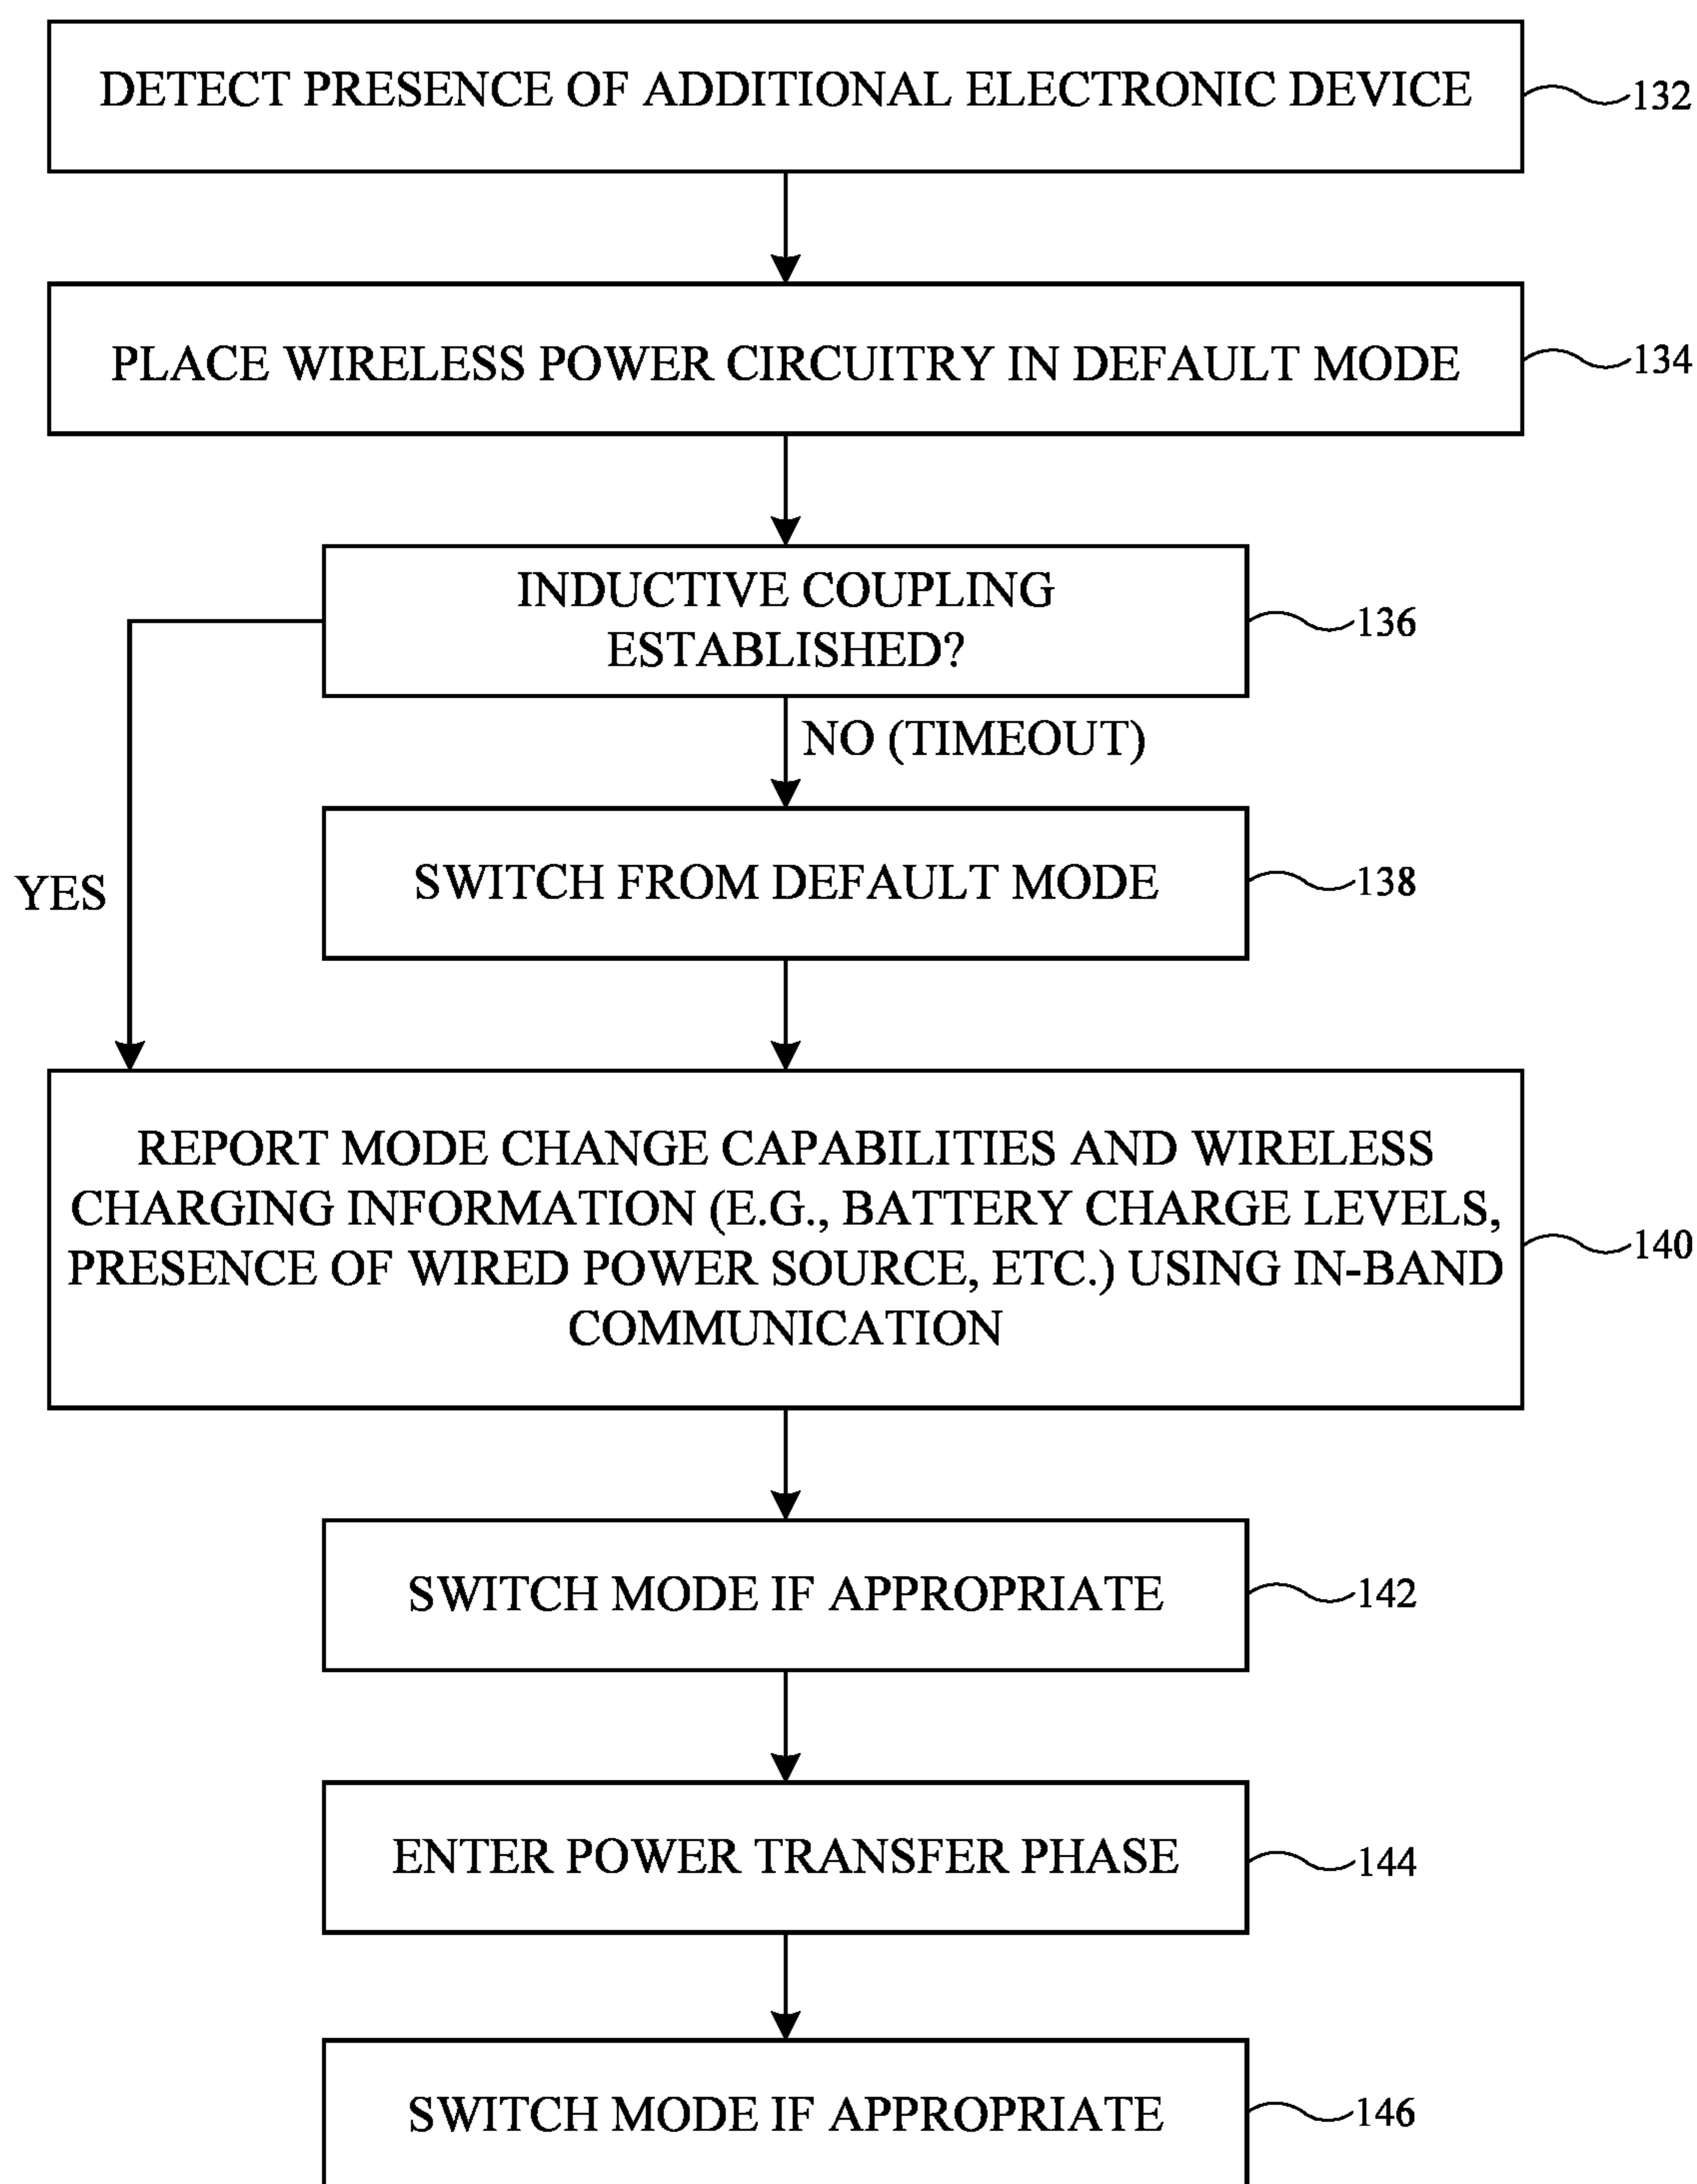 DETECT PRESENCE OF ADDITIONAL ELECTRONIC DEVICE
132
PLACE WIRELESS POWER CIRCUITRY IN DEFAULT MODE
134
INDUCTIVE COUPLING
ESTABLISHED?
136
NO (TIMEOUT)
YES
SWITCH FROM DEFAULT MODE
138
REPORT MODE CHANGE CAPABILITIES AND WIRELESS
CHARGING INFORMATION (E.G., BATTERY CHARGE LEVELS,
PRESENCE OF WIRED POWER SOURCE, ETC.) USING IN-BAND
COMMUNICATION
140
SWITCH MODE IF APPROPRIATE
142
ENTER POWER TRANSFER PHASE
144
SWITCH MODE IF APPROPRIATE
146